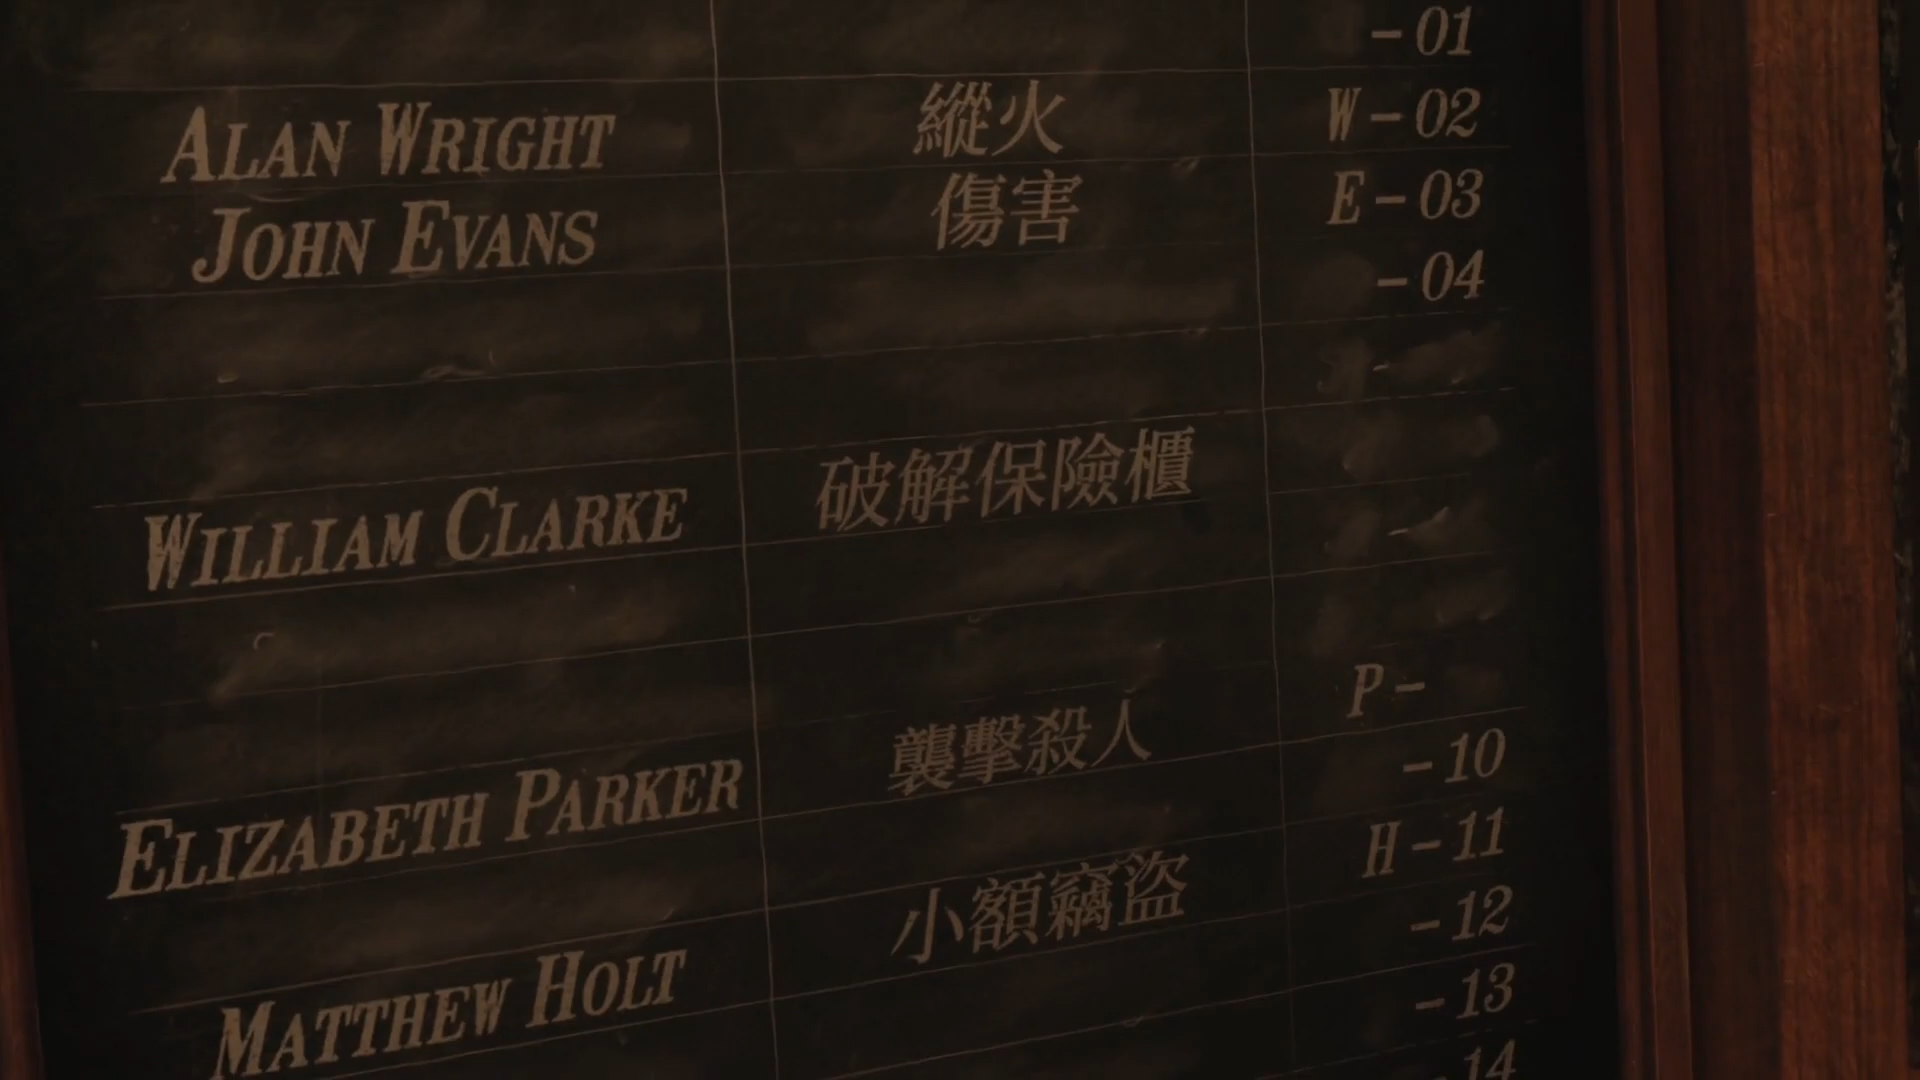 - 01
ALAN WRIGHT 縱火 W - 02
JOHN EVANS 傷害 E - 03
- 04
WILLIAM CLARKE 破解保險櫃
ELIZABETH PARKER 襲擊殺人 P -
- 10
MATTHEW HOLT 小額竊盜 H - 11
- 12
- 13
- 14